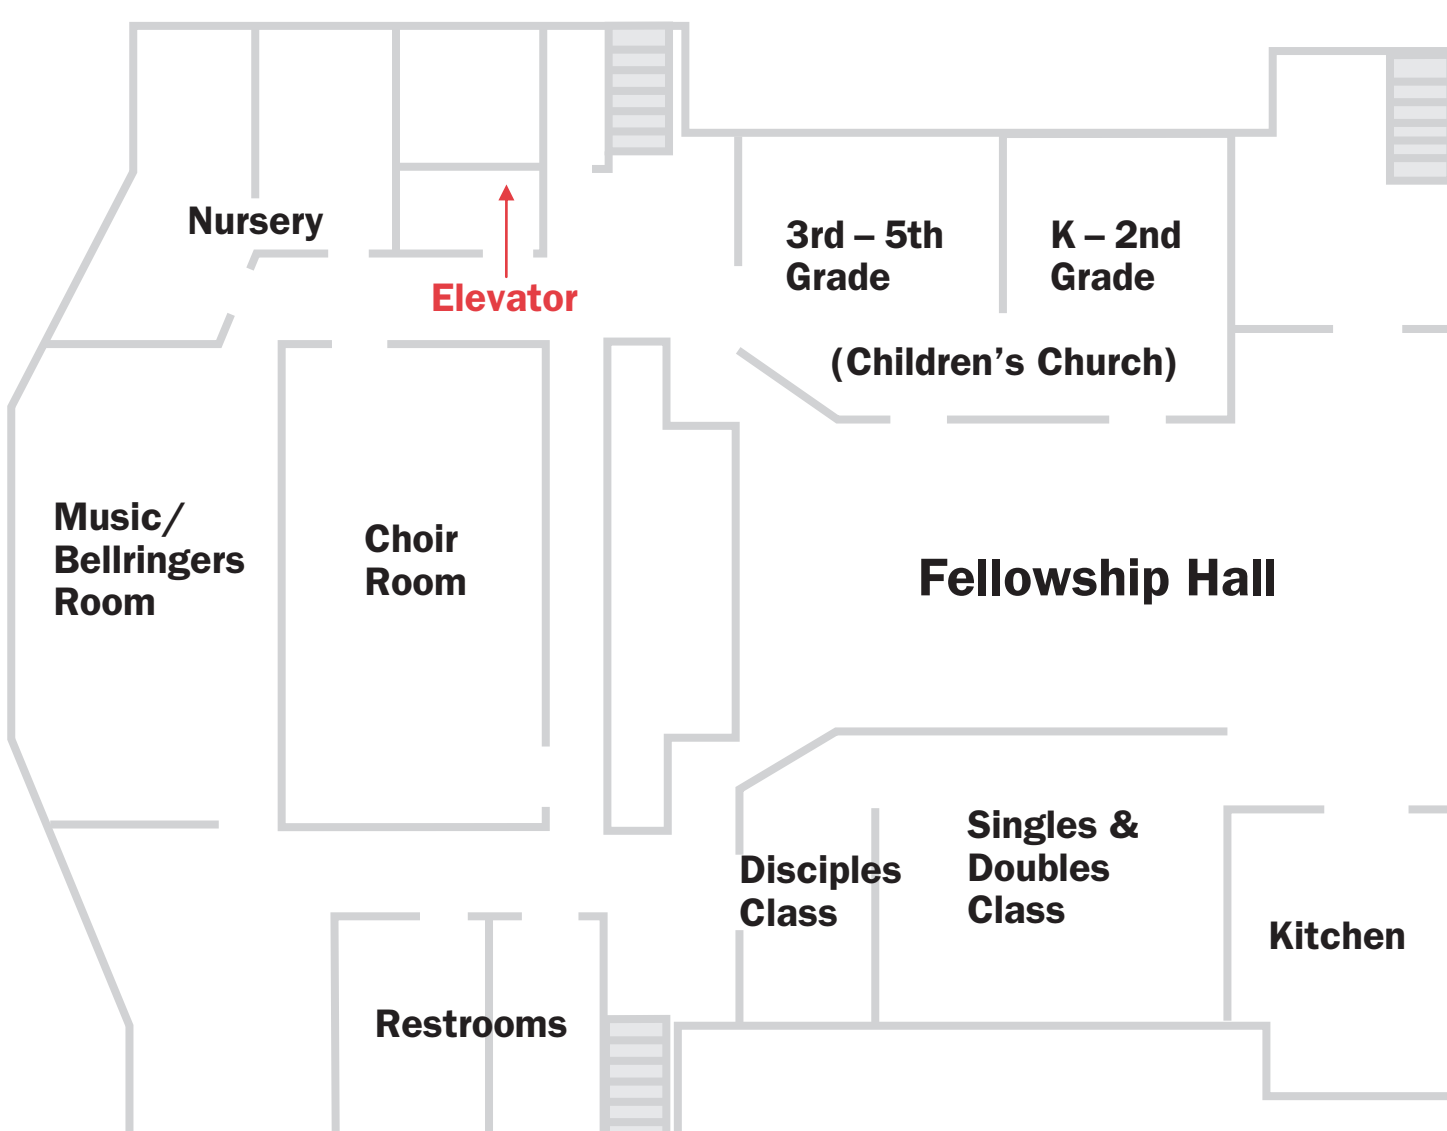 Nursery
Elevator
3rd – 5th
Grade
K – 2nd
Grade
(Children’s Church)
Music/
Bellringers
Room
Choir
Room
Fellowship Hall
Disciples
Class
Singles &
Doubles
Class
Kitchen
Restrooms